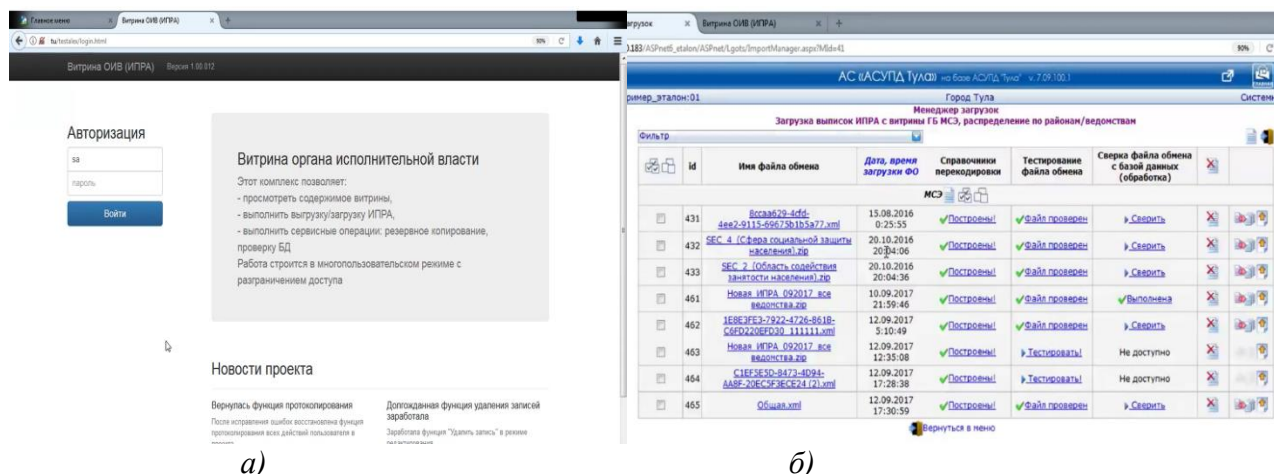 Главное меню
Витрина ОИВ (ИПРА)
tu/testalex/login.html
90%
Витрина ОИВ (ИПРА) Версия 1.00.012
Авторизация
sa
пароль
Войти
Витрина органа исполнительной власти
Этот комплекс позволяет:
- просмотреть содержимое витрины,
- выполнить выгрузку/загрузку ИПРА,
- выполнить сервисные операции: резервное копирование,
проверку БД
Работа строится в многопользовательском режиме с
разграничением доступа
Новости проекта
Вернулась функция протоколирования
После исправления ошибок восстановлена функция
протоколирования всех действий пользователя в
Долгожданная функция удаления записей
заработала
Заработала функция "Удалить запись" в режиме
редактирования
а)
агрузок
Витрина ОИВ (ИПРА)
0.183/ASPnet6_etalon/ASPnet/Lgots/ImportManager.aspx?MId=41
90%
АС «АСУПД Тула» на базе АСУПД "Тула" v. 7.09.100.1
ример_эталон:01 Город Тула Систем
Менеджер загрузок
Загрузка выписок ИПРА с витрины ГБ МСЭ, распределение по районам/ведомствам
Фильтр
id Имя файла обмена Дата, время загрузки ФО Справочники перекодировки Тестирование файла обмена Сверка файла обмена с базой данных (обработка)
МСЭ
431 8ccaa629-4cfd-4ee2-9115-69675b1b5a77.xml 15.08.2016 0:25:55 Построены! Файл проверен Сверить
432 SEC_4_(Сфера социальной защиты населения).zip 20.10.2016 20:04:06 Построены! Файл проверен Сверить
433 SEC_2_(Область содействия занятости населения).zip 20.10.2016 20:04:36 Построены! Файл проверен Сверить
461 Новая_ИПРА_092017_все ведомства.zip 10.09.2017 21:59:46 Построены! Файл проверен Выполнена
462 1E8E3FE3-7922-4726-861B-C6FD220EFD30_111111.xml 12.09.2017 5:10:49 Построены! Файл проверен Сверить
463 Новая_ИПРА_092017_все ведомства.zip 12.09.2017 12:35:08 Построены! Тестировать! Не доступно
464 C1EF5E5D-8473-4D94-AA8F-20EC5F3ECE24 (2).xml 12.09.2017 17:28:38 Построены! Тестировать! Не доступно
465 Общая.xml 12.09.2017 17:30:59 Построены! Файл проверен Сверить
Вернуться в меню
б)